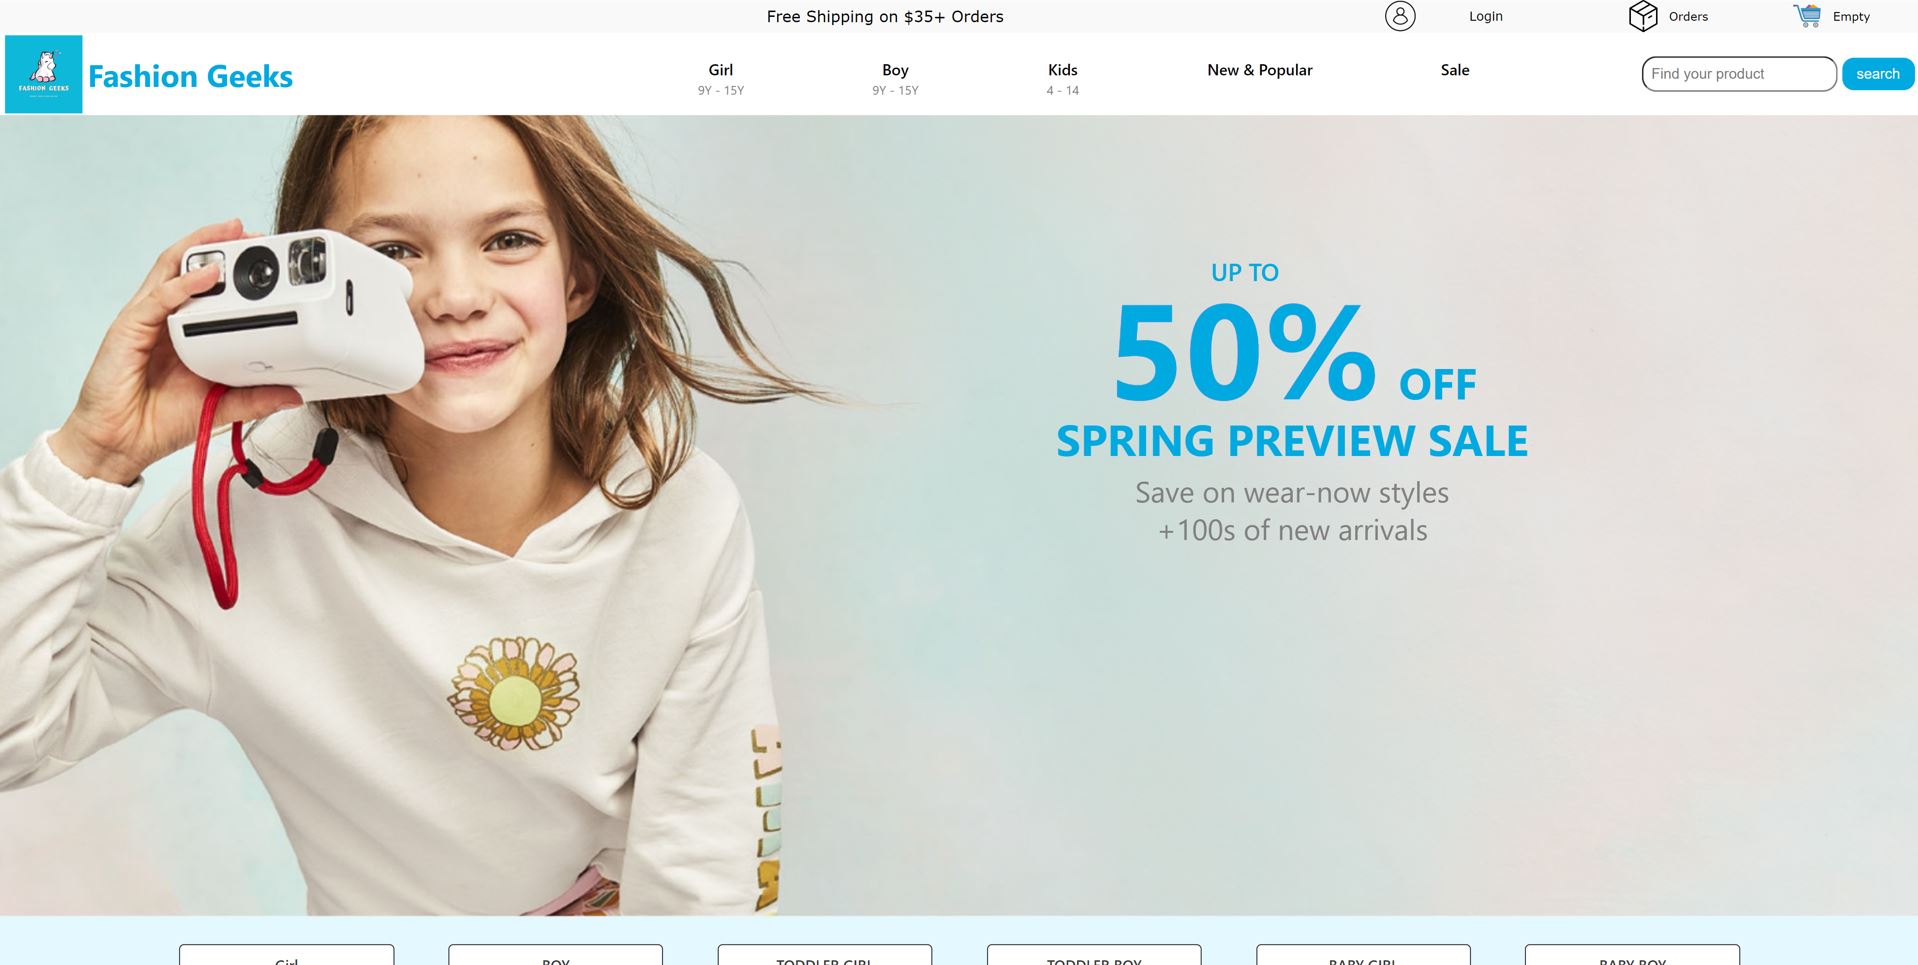 Free Shipping on $35+ Orders
Login
Orders
Empty
FASHION GEEKS
Fashion Geeks
Girl
9Y - 15Y
Boy
9Y - 15Y
Kids
4 - 14
New & Popular
Sale
Find your product
search
UP TO
50% OFF
SPRING PREVIEW SALE
Save on wear-now styles
+100s of new arrivals
Girl
BOY
TODDLER GIRL
TODDLER BOY
BABY GIRL
BABY BOY